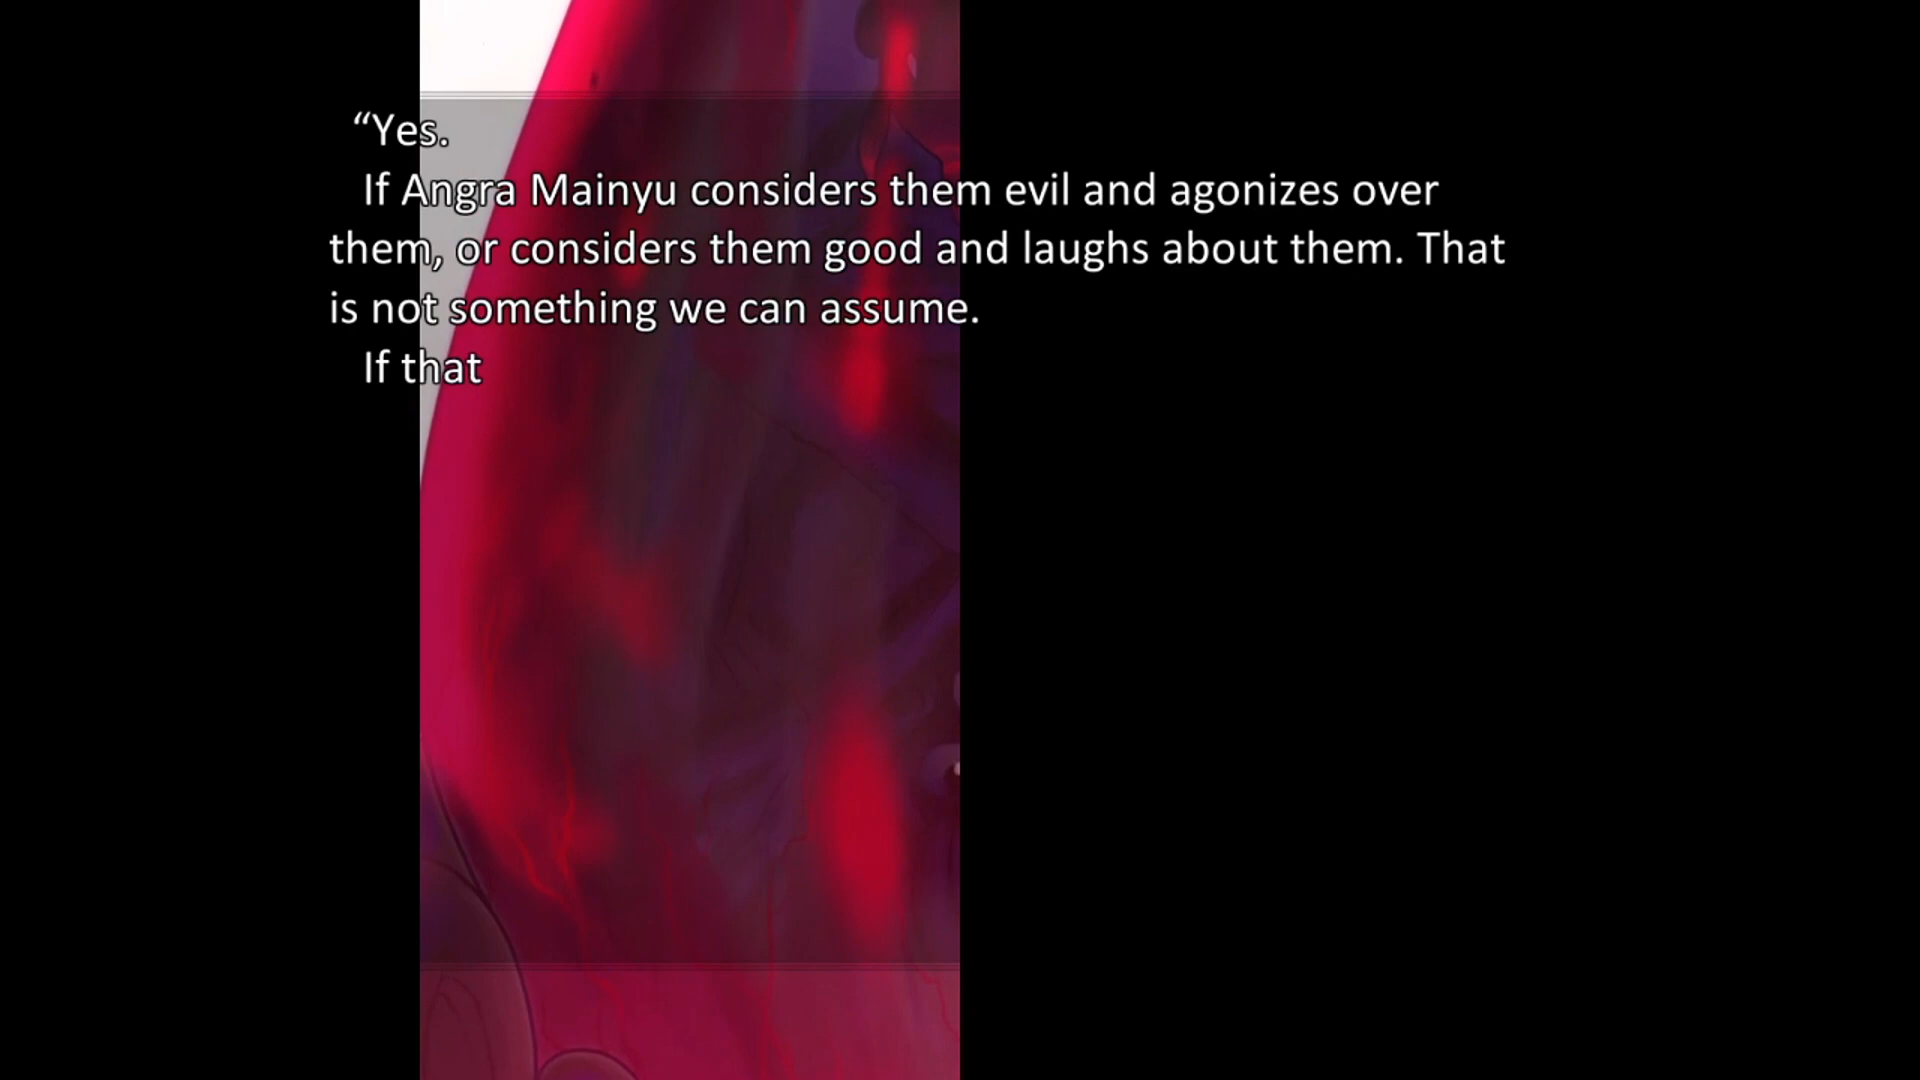 “Yes.
If Angra Mainyu considers them evil and agonizes over
them, or considers them good and laughs about them. That
is not something we can assume.
If that